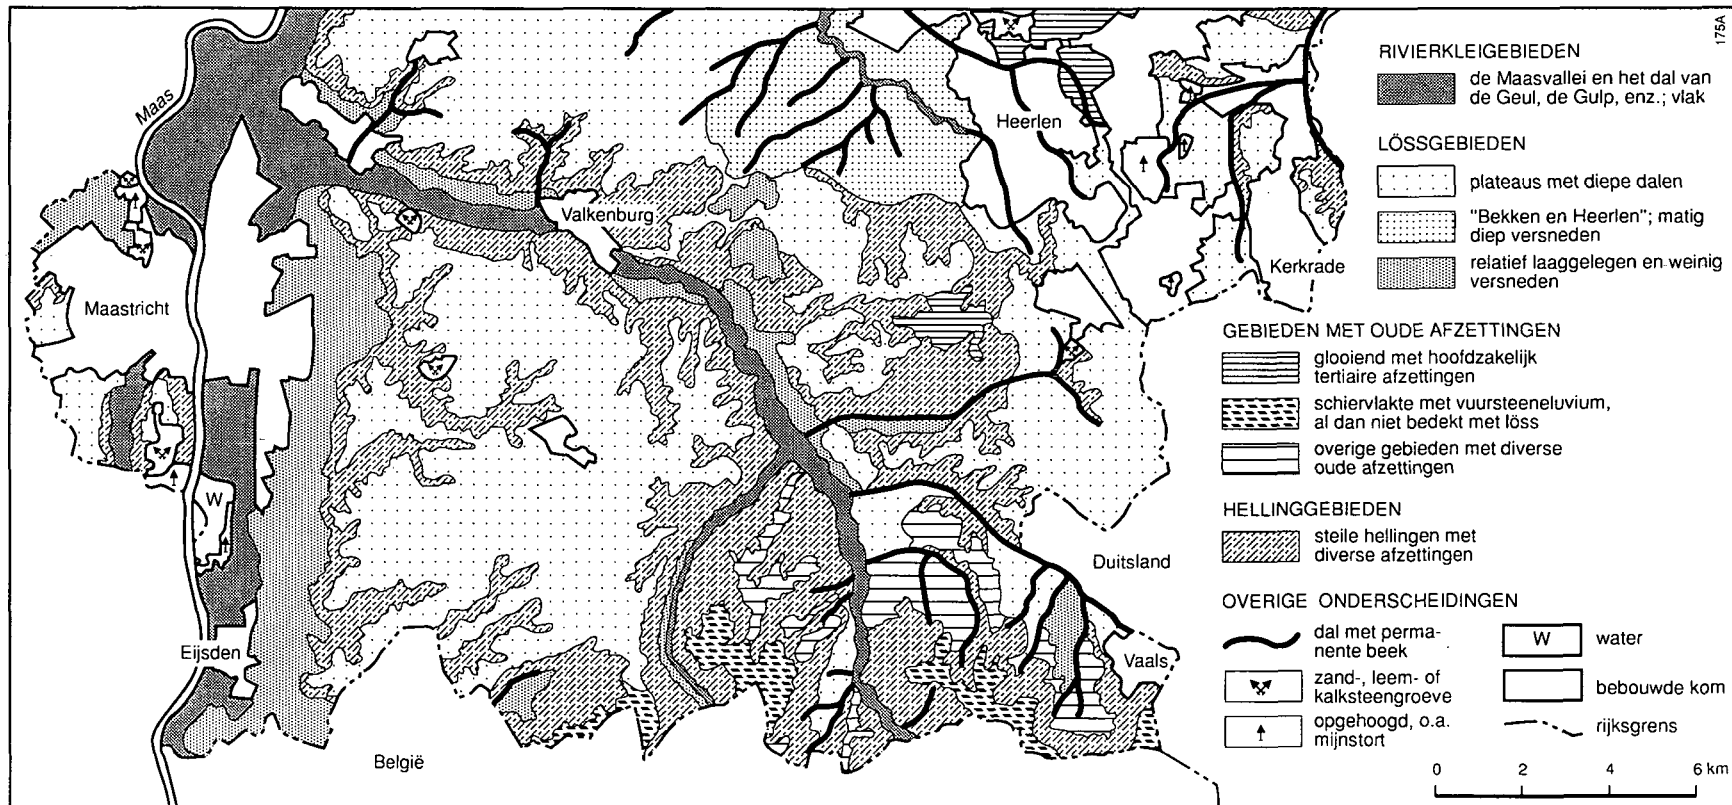 175A
RIVIERKLEIGEBIEDEN
de Maasvallei en het dal van
de Geul, de Gulp, enz.; vlak
LÖSSGEBIEDEN
plateaus met diepe dalen
"Bekken en Heerlen"; matig
diep versneden
relatief laaggelegen en weinig
versneden
GEBIEDEN MET OUDE AFZETTINGEN
glooiend met hoofdzakelijk
tertiaire afzettingen
schiervlakte met vuursteeneluvium,
al dan niet bedekt met löss
overige gebieden met diverse
oude afzettingen
HELLINGGEBIEDEN
steile hellingen met
diverse afzettingen
OVERIGE ONDERSCHEIDINGEN
dal met perma-
nente beek
zand-, leem- of
kalksteengroeve
opgehoogd, o.a.
mijnstort
W
water
bebouwde kom
rijksgrens
0 2 4 6 km
Maas
Heerlen
Valkenburg
Kerkrade
Maastricht
W
Duitsland
Eijsden
Vaals
België